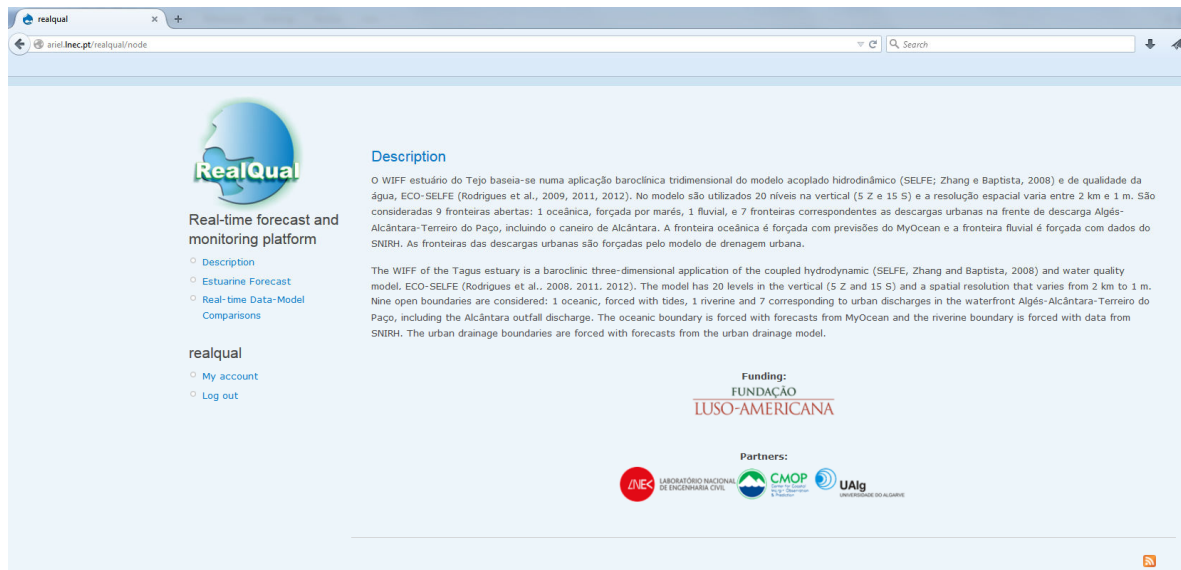 realqual
ariel.lnec.pt/realqual/node
Search
RealQual
Real-time forecast and
monitoring platform
Description
Estuarine Forecast
Real-time Data-Model
Comparisons
realqual
My account
Log out
Description
O WIFF estuário do Tejo baseia-se numa aplicação baroclínica tridimensional do modelo acoplado hidrodinâmico (SELFE; Zhang e Baptista, 2008) e de qualidade da
água, ECO-SELFE (Rodrigues et al., 2009, 2011, 2012). No modelo são utilizados 20 níveis na vertical (5 Z e 15 S) e a resolução espacial varia entre 2 km e 1 m. São
consideradas 9 fronteiras abertas: 1 oceânica, forçada por marés, 1 fluvial, e 7 fronteiras correspondentes as descargas urbanas na frente de descarga Algés-
Alcântara-Terreiro do Paço, incluindo o caneiro de Alcântara. A fronteira oceânica é forçada com previsões do MyOcean e a fronteira fluvial é forçada com dados do
SNIRH. As fronteiras das descargas urbanas são forçadas pelo modelo de drenagem urbana.
The WIFF of the Tagus estuary is a baroclinic three-dimensional application of the coupled hydrodynamic (SELFE, Zhang and Baptista, 2008) and water quality
model, ECO-SELFE (Rodrigues et al.. 2008. 2011. 2012). The model has 20 levels in the vertical (5 Z and 15 S) and a spatial resolution that varies from 2 km to 1 m.
Nine open boundaries are considered: 1 oceanic, forced with tides, 1 riverine and 7 corresponding to urban discharges in the waterfront Algés-Alcântara-Terreiro do
Paço, including the Alcântara outfall discharge. The oceanic boundary is forced with forecasts from MyOcean and the riverine boundary is forced with data from
SNIRH. The urban drainage boundaries are forced with forecasts from the urban drainage model.
Funding:
FUNDAÇÃO
LUSO-AMERICANA
Partners:
LNEC
LABORATÓRIO NACIONAL
DE ENGENHARIA CIVIL
CMOP
Center for Coastal
Margin Observation
& Prediction
UAlg
UNIVERSIDADE DO ALGARVE